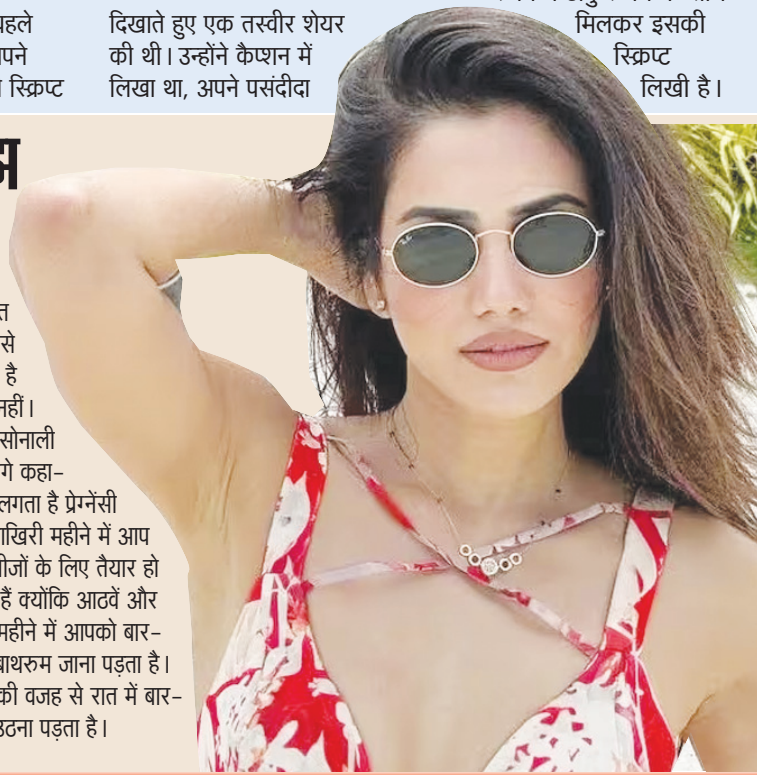 पहले
स्क्रिप्ट
दिखाते हुए एक तस्वीर शेयर
की थी। उन्होंने कैप्शन में
लिखा था, अपने पसंदीदा
मिलकर इसकी
स्क्रिप्ट
लिखी है।
से
है
नहीं।
सोनाली
कहा-
लगता है प्रेग्नेंसी
महीने में आप
के लिए तैयार हो
हैं क्योंकि आठवें और
महीने में आपको बार-
बाथरुम जाना पड़ता है।
की वजह से रात में बार-
उठना पड़ता है।